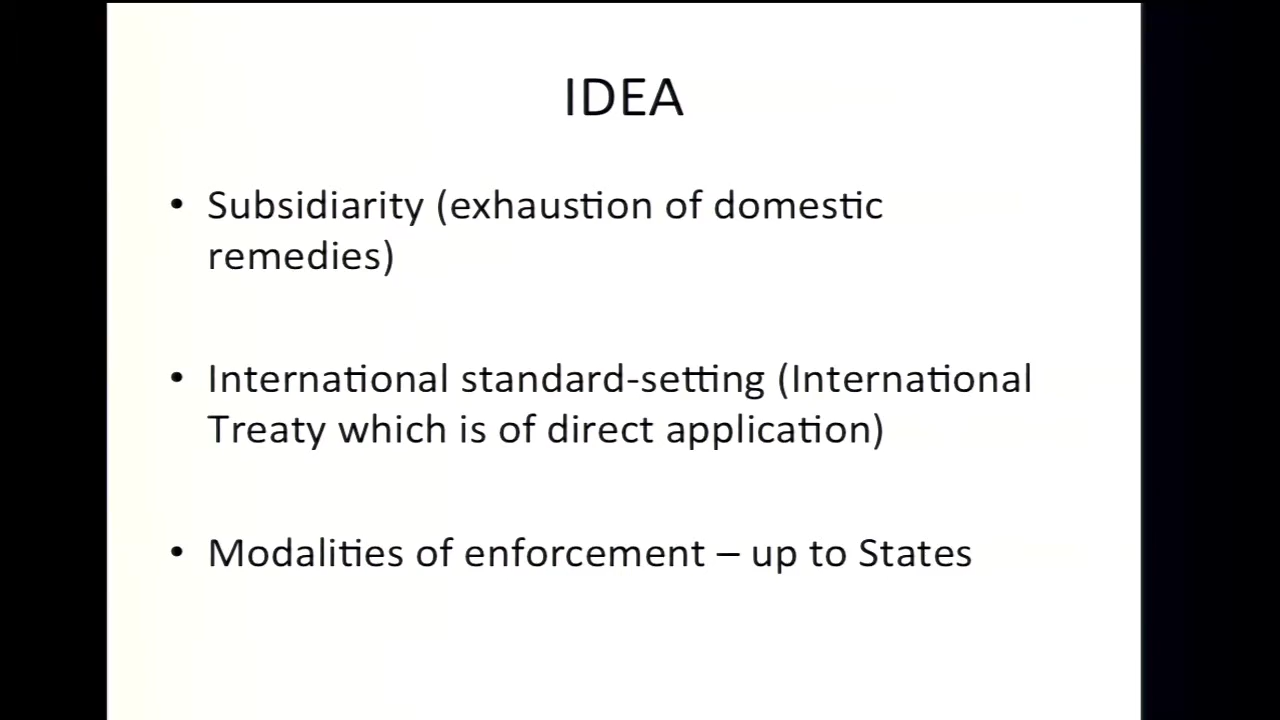 IDEA
• Subsidiarity (exhaustion of domestic
remedies)
• International standard-setting (International
Treaty which is of direct application)
• Modalities of enforcement – up to States